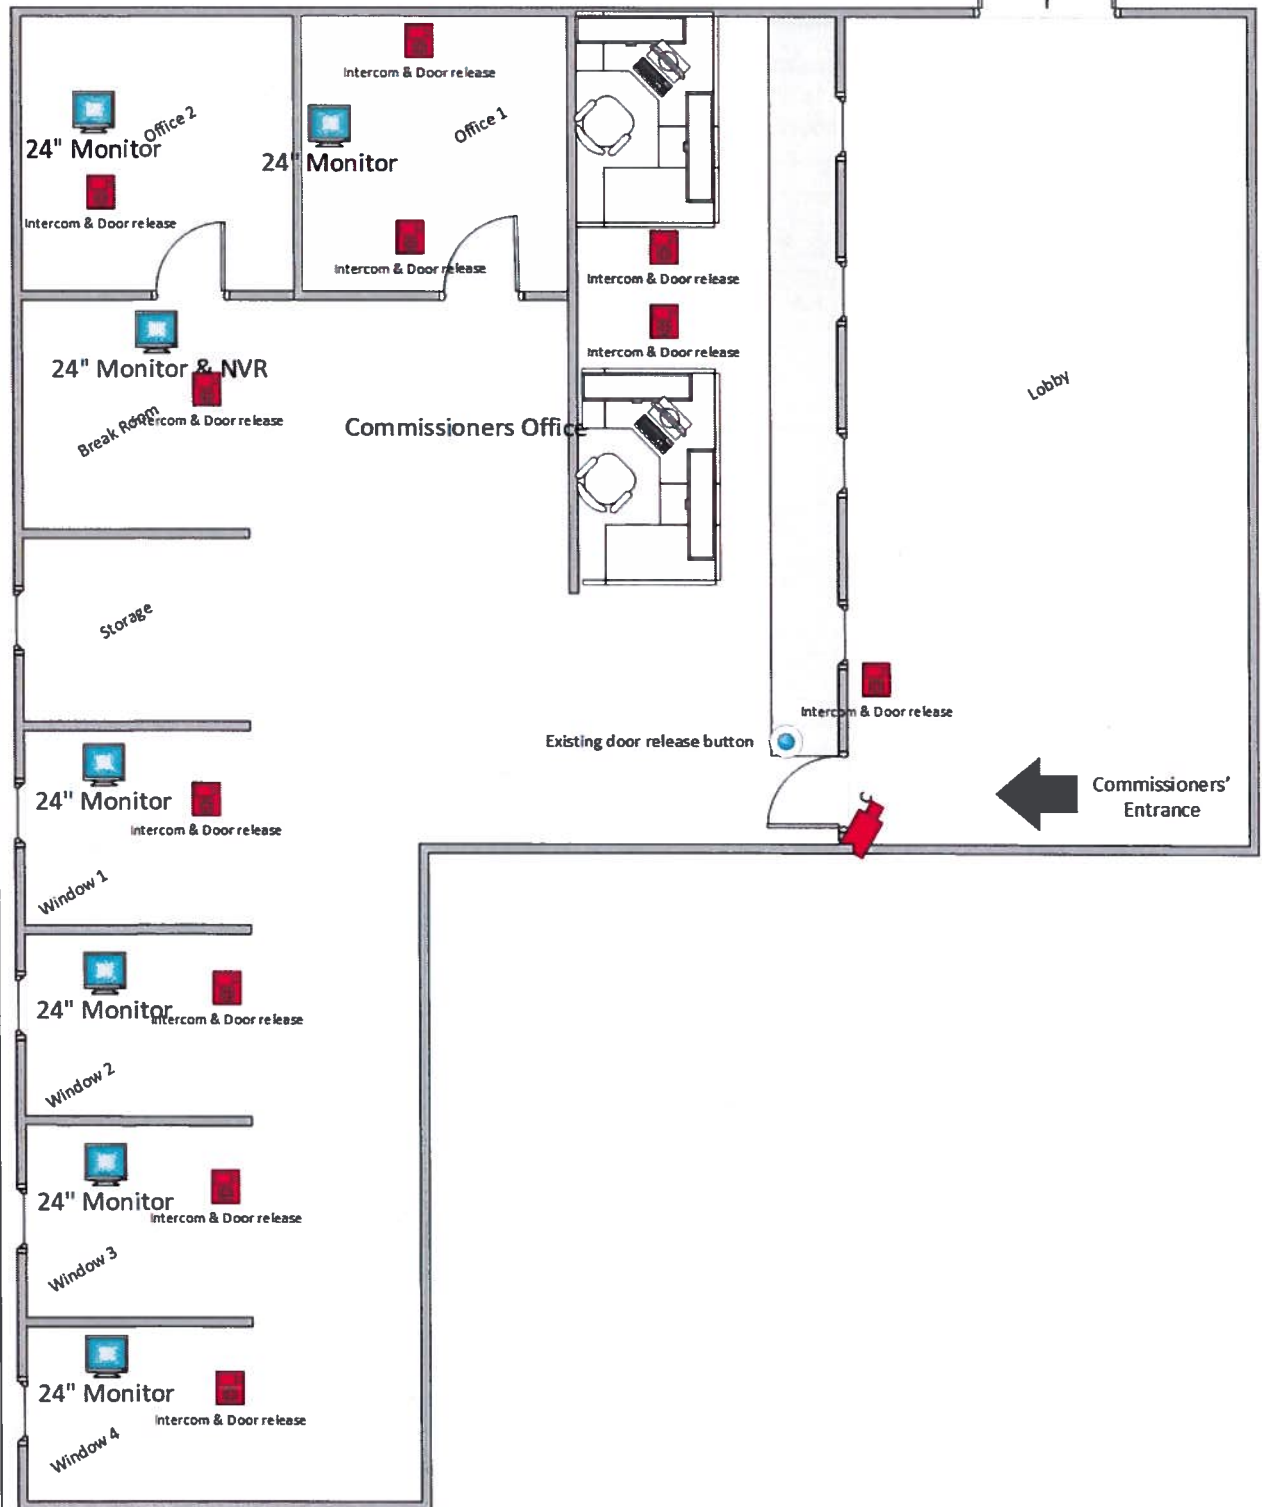 Intercom & Door release
Office 2
24" Monitor
Office 1
24" Monitor
Intercom & Door release
Intercom & Door release
Intercom & Door release
Intercom & Door release
24" Monitor & NVR
Break Room
Intercom & Door release
Commissioners Office
Lobby
Storage
Intercom & Door release
Existing door release button
Commissioners'
Entrance
24" Monitor
Intercom & Door release
Window 1
24" Monitor
Intercom & Door release
Window 2
24" Monitor
Intercom & Door release
Window 3
24" Monitor
Intercom & Door release
Window 4
Intercom & Door release